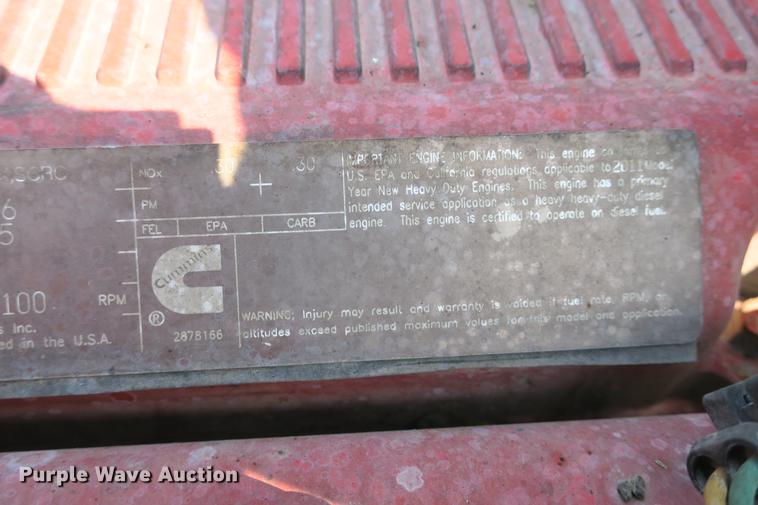 SCRC
NOx .30 .30
6 PM
5 FEL EPA CARB
IMPORTANT ENGINE INFORMATION: This engine
U.S. EPA and California regulations, applicable to 2011 Model
Year New Heavy Duty Engines. This engine has a primary
intended service application as a heavy heavy-duty diesel
engine. This engine is certified to operate on diesel fuel.
Cummins
100 RPM
s Inc.
ed in the U.S.A.
® 2878166
WARNING: Injury may result and warranty is voided if fuel rate, RPM, or
altitudes exceed published maximum values for this model and application.
Purple Wave Auction